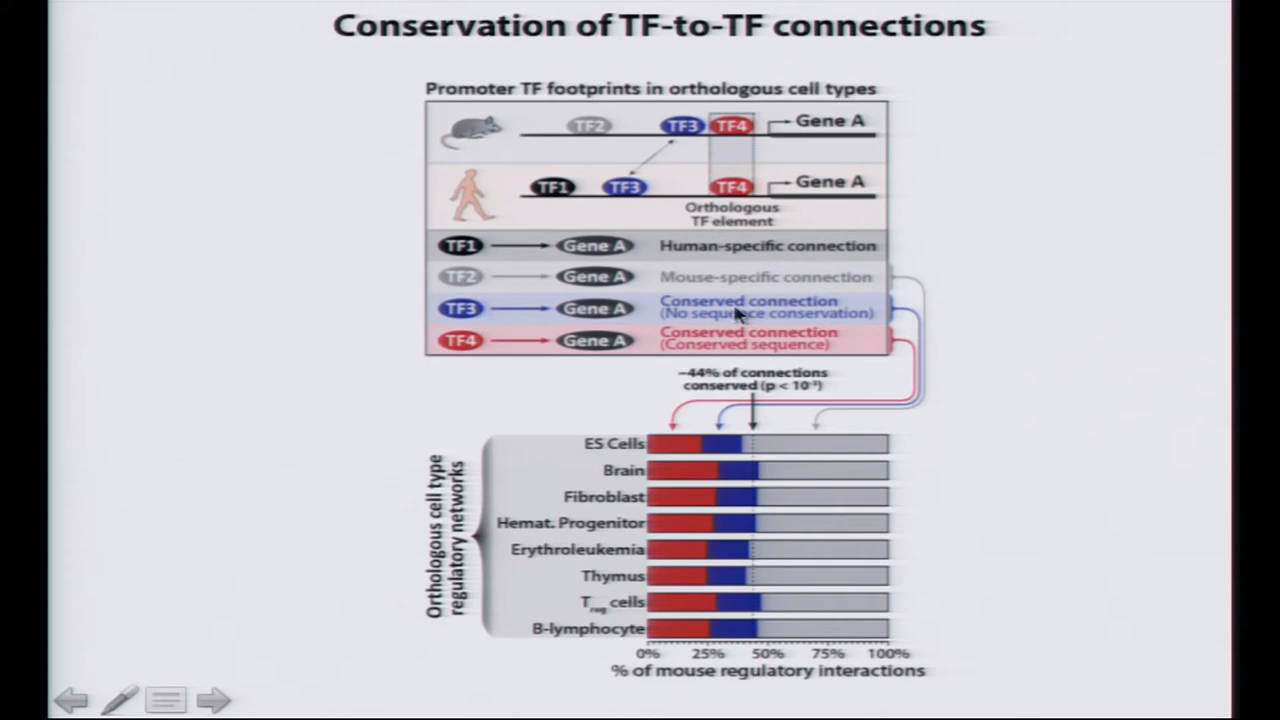 Conservation of TF-to-TF connections
Promoter TF footprints in orthologous cell types
TF2 TF3 TF4 Gene A
TF1 TF3 TF4 Gene A
Orthologous
TF element
TF1 Gene A Human-specific connection
TF2 Gene A Mouse-specific connection
TF3 Gene A Conserved connection
(No sequence conservation)
TF4 Gene A Conserved connection
(Conserved sequence)
~44% of connections
conserved (p <
Orthologous cell type
regulatory networks
ES Cells
Brain
Fibroblast
Hemat. Progenitor
Erythroleukemia
Thymus
Treg cells
B-lymphocyte
0% 25% 50% 75% 100%
% of mouse regulatory interactions